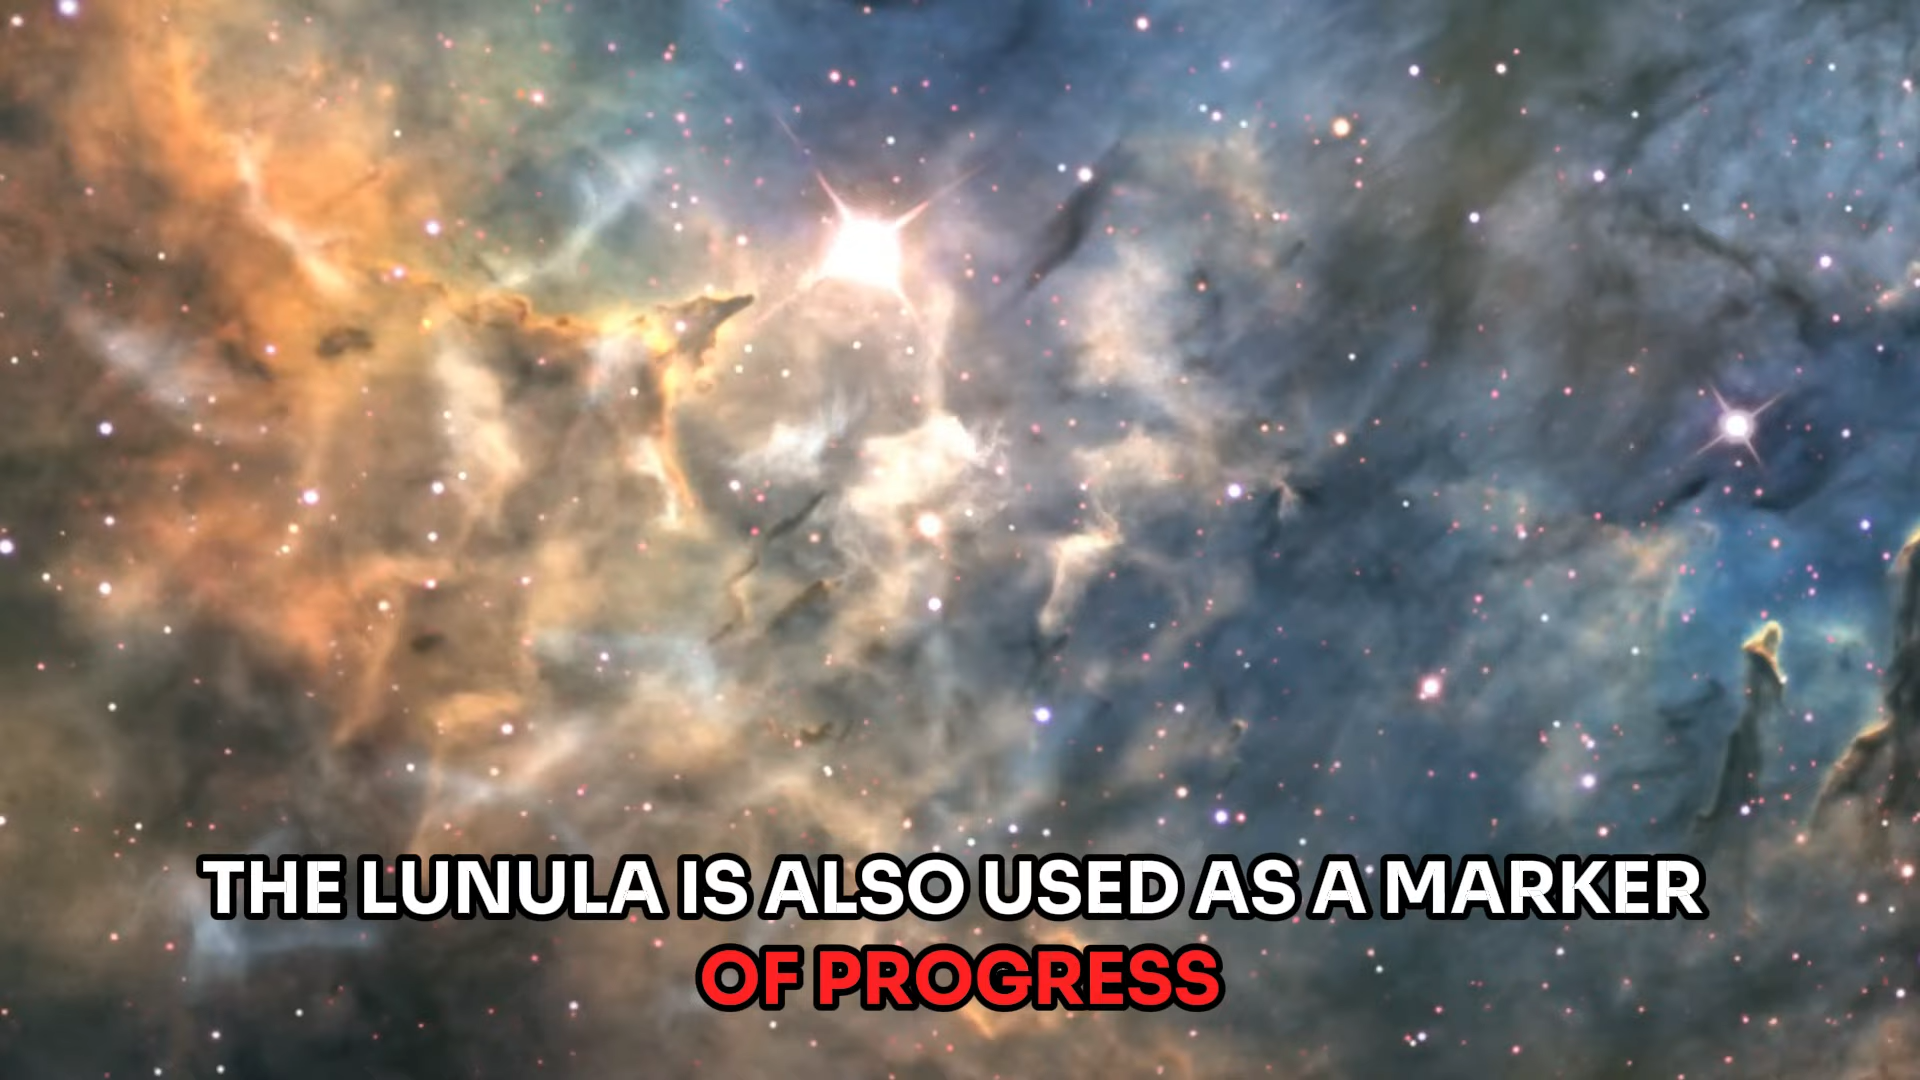 THE LUNULA IS ALSO USED AS A MARKER
OF PROGRESS